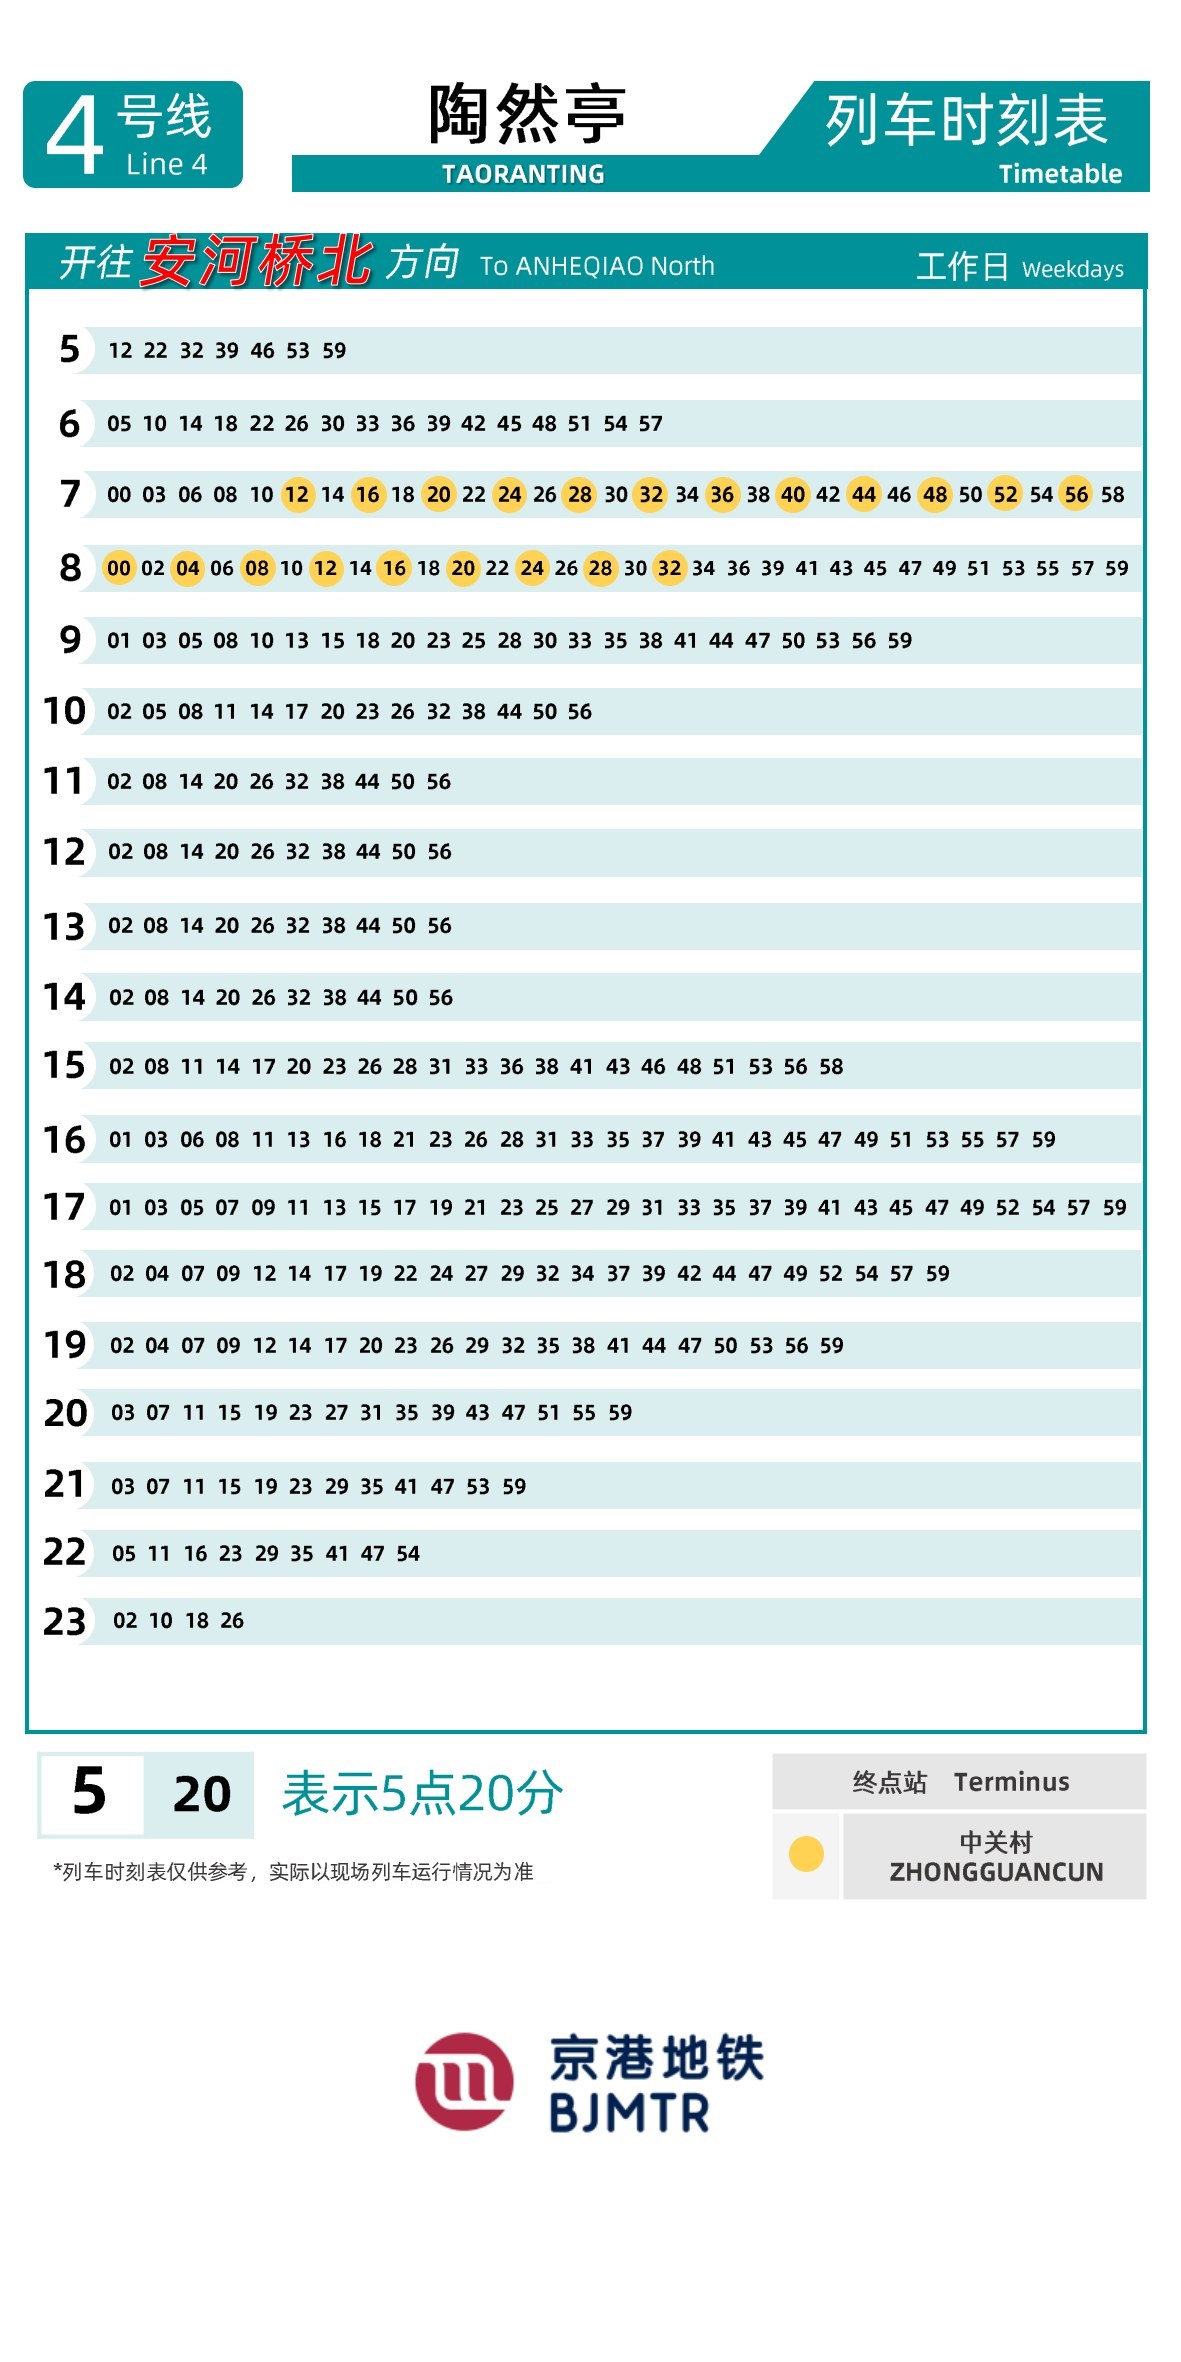 4 号线
Line 4
陶然亭
TAORANTING
列车时刻表
Timetable
开往 安河桥北 方向 To ANHEQIAO North 工作日 Weekdays
5 12 22 32 39 46 53 59
6 05 10 14 18 22 26 30 33 36 39 42 45 48 51 54 57
7 00 03 06 08 10 12 14 16 18 20 22 24 26 28 30 32 34 36 38 40 42 44 46 48 50 52 54 56 58
8 00 02 04 06 08 10 12 14 16 18 20 22 24 26 28 30 32 34 36 39 41 43 45 47 49 51 53 55 57 59
9 01 03 05 08 10 13 15 18 20 23 25 28 30 33 35 38 41 44 47 50 53 56 59
10 02 05 08 11 14 17 20 23 26 32 38 44 50 56
11 02 08 14 20 26 32 38 44 50 56
12 02 08 14 20 26 32 38 44 50 56
13 02 08 14 20 26 32 38 44 50 56
14 02 08 14 20 26 32 38 44 50 56
15 02 08 11 14 17 20 23 26 28 31 33 36 38 41 43 46 48 51 53 56 58
16 01 03 06 08 11 13 16 18 21 23 26 28 31 33 35 37 39 41 43 45 47 49 51 53 55 57 59
17 01 03 05 07 09 11 13 15 17 19 21 23 25 27 29 31 33 35 37 39 41 43 45 47 49 52 54 57 59
18 02 04 07 09 12 14 17 19 22 24 27 29 32 34 37 39 42 44 47 49 52 54 57 59
19 02 04 07 09 12 14 17 20 23 26 29 32 35 38 41 44 47 50 53 56 59
20 03 07 11 15 19 23 27 31 35 39 43 47 51 55 59
21 03 07 11 15 19 23 29 35 41 47 53 59
22 05 11 16 23 29 35 41 47 54
23 02 10 18 26
5 20 表示5点20分
*列车时刻表仅供参考，实际以现场列车运行情况为准
终点站 Terminus
中关村
ZHONGGUANCUN
京港地铁
BJMTR